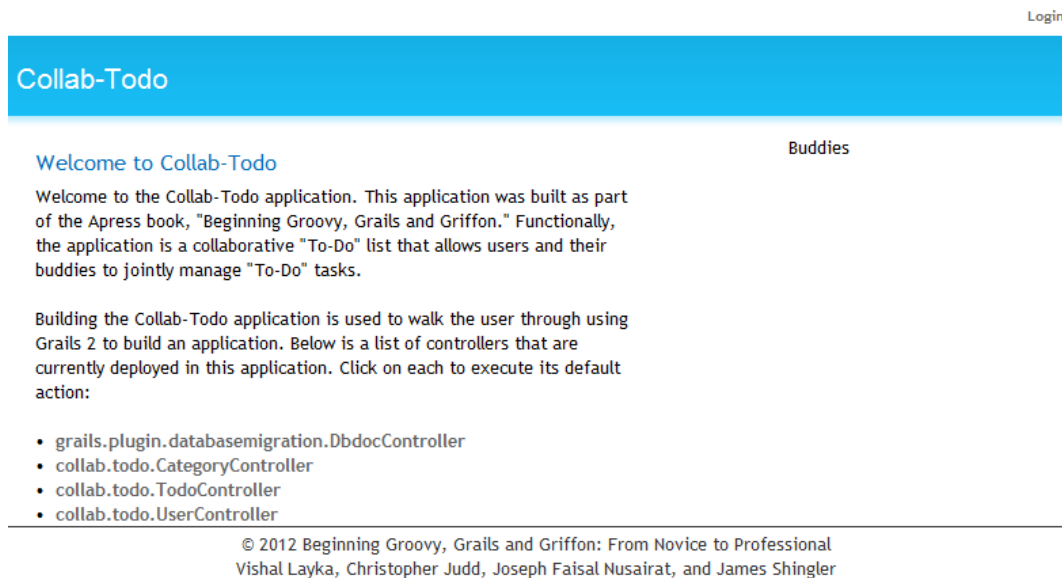 Login
Collab-Todo
Welcome to Collab-Todo
Welcome to the Collab-Todo application. This application was built as part
of the Apress book, "Beginning Groovy, Grails and Griffon." Functionally,
the application is a collaborative "To-Do" list that allows users and their
buddies to jointly manage "To-Do" tasks.
Building the Collab-Todo application is used to walk the user through using
Grails 2 to build an application. Below is a list of controllers that are
currently deployed in this application. Click on each to execute its default
action:
• grails.plugin.databasemigration.DbdocController
• collab.todo.CategoryController
• collab.todo.TodoController
• collab.todo.UserController
Buddies
© 2012 Beginning Groovy, Grails and Griffon: From Novice to Professional
Vishal Layka, Christopher Judd, Joseph Faisal Nusairat, and James Shingler